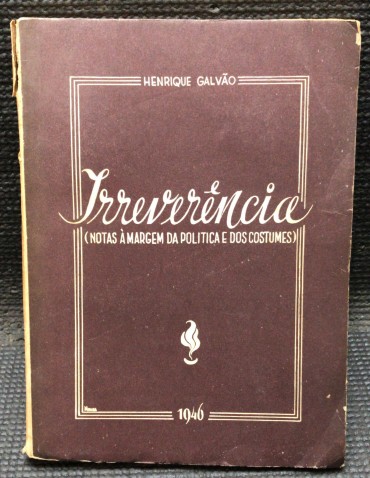 HENRIQUE GALVÃO
Irreverência
(NOTAS À MARGEM DA POLITICA E DOS COSTUMES)
1946